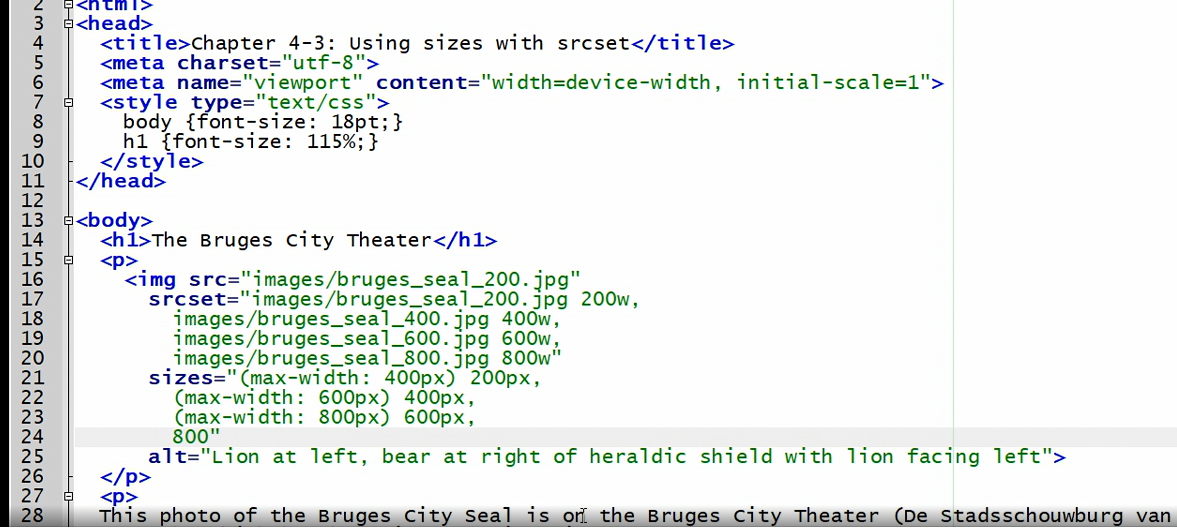 2 <html>
3 <head>
4 <title>Chapter 4-3: Using sizes with srcset</title>
5 <meta charset="utf-8">
6 <meta name="viewport" content="width=device-width, initial-scale=1">
7 <style type="text/css">
8 body {font-size: 18pt;}
9 h1 {font-size: 115%;}
10 </style>
11 </head>
12
13 <body>
14 <h1>The Bruges City Theater</h1>
15 <p>
16 <img src="images/bruges_seal_200.jpg"
17 srcset="images/bruges_seal_200.jpg 200w,
18 images/bruges_seal_400.jpg 400w,
19 images/bruges_seal_600.jpg 600w,
20 images/bruges_seal_800.jpg 800w"
21 sizes="(max-width: 400px) 200px,
22 (max-width: 600px) 400px,
23 (max-width: 800px) 600px,
24 800"
25 alt="Lion at left, bear at right of heraldic shield with lion facing left">
26 </p>
27 <p>
28 This photo of the Bruges City Seal is on the Bruges City Theater (De Stadsschouwburg van